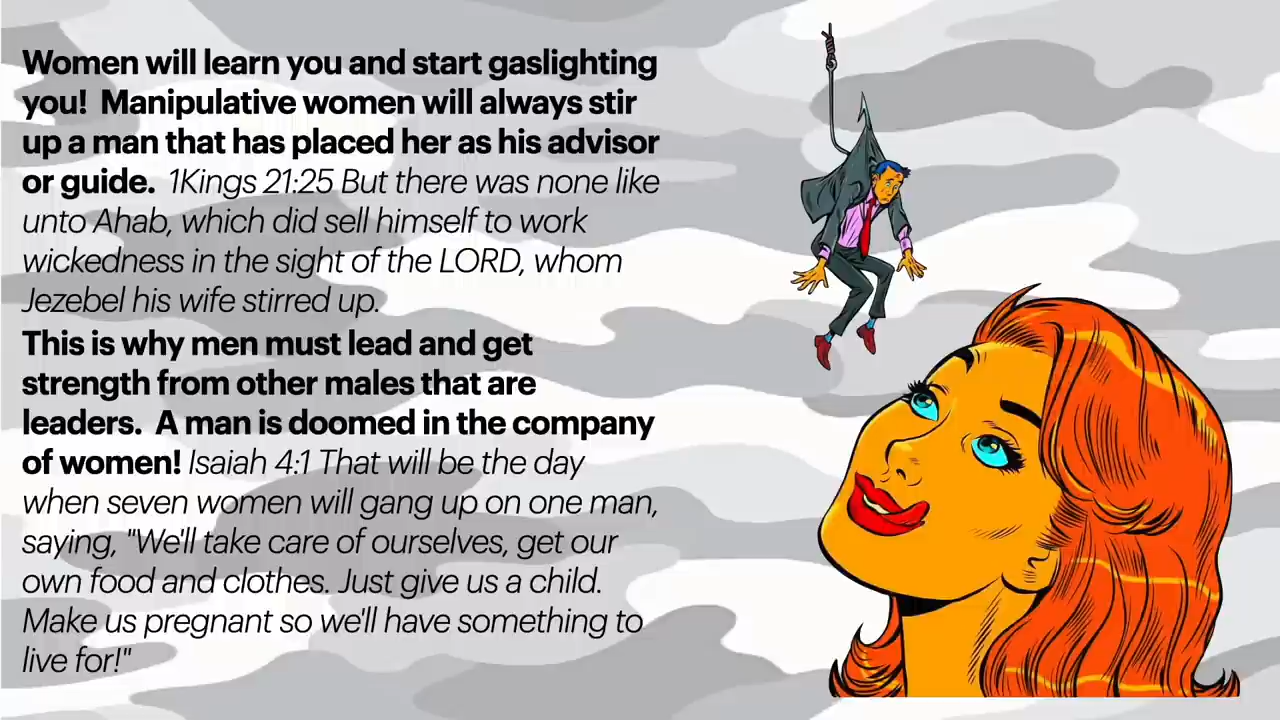 Women will learn you and start gaslighting
you!  Manipulative women will always stir
up a man that has placed her as his advisor
or guide.  1Kings 21:25 But there was none like
unto Ahab, which did sell himself to work
wickedness in the sight of the LORD, whom
Jezebel his wife stirred up.
This is why men must lead and get
strength from other males that are
leaders.  A man is doomed in the company
of women! Isaiah 4:1 That will be the day
when seven women will gang up on one man,
saying, "We'll take care of ourselves, get our
own food and clothes. Just give us a child.
Make us pregnant so we'll have something to
live for!"